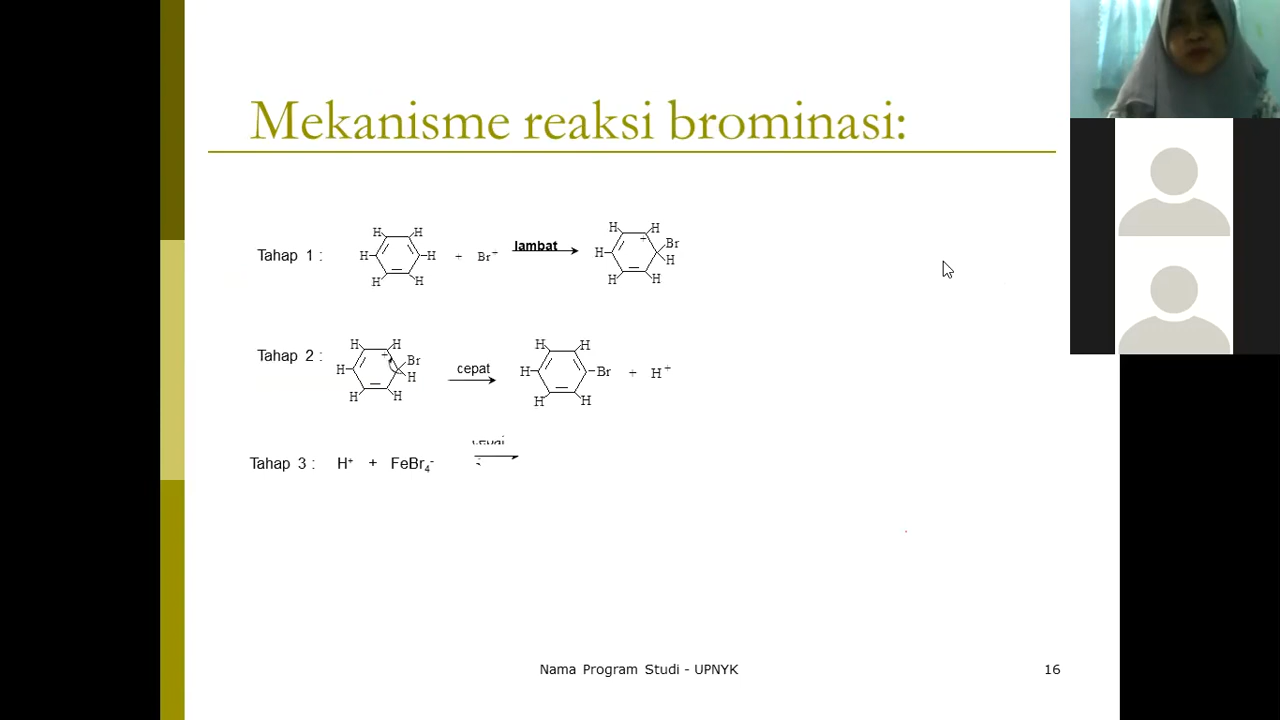 Mekanisme reaksi brominasi:
Tahap 1 :
H H H H H H + Br⁺ lambat H H H H H + Br H
Tahap 2 :
H H H H H + Br H cepat H H H H H Br + H⁺
Tahap 3 : H⁺ + FeBr₄⁻
Nama Program Studi - UPNYK
16